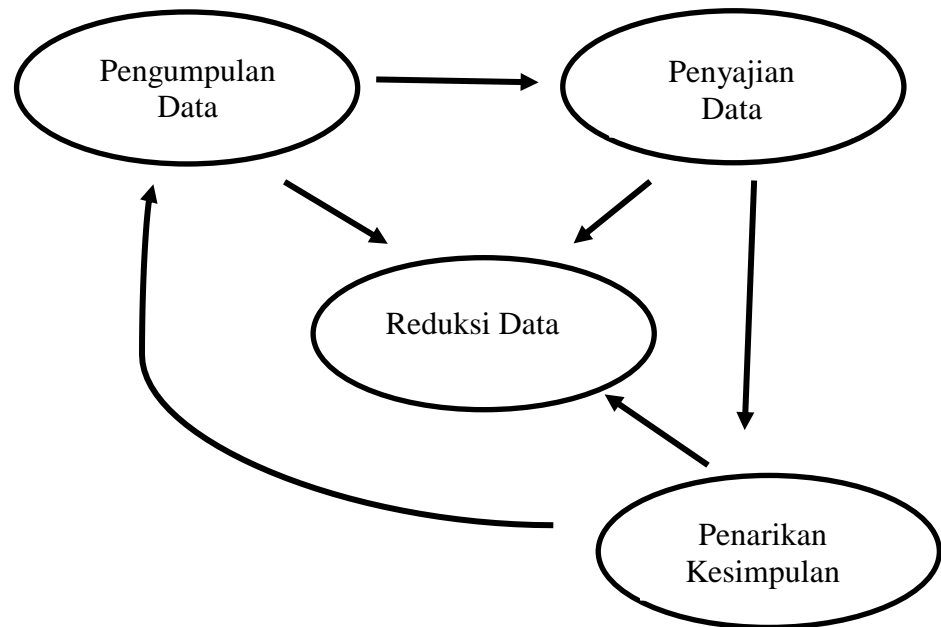 Pengumpulan
Data
Penyajian
Data
Reduksi Data
Penarikan
Kesimpulan